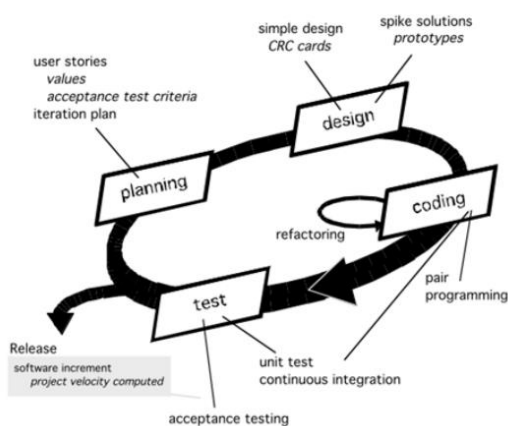 simple design
CRC cards
spike solutions
prototypes
user stories
values
acceptance test criteria
iteration plan
design
planning
coding
refactoring
test
pair
programming
Release
software increment
project velocity computed
unit test
continuous integration
acceptance testing